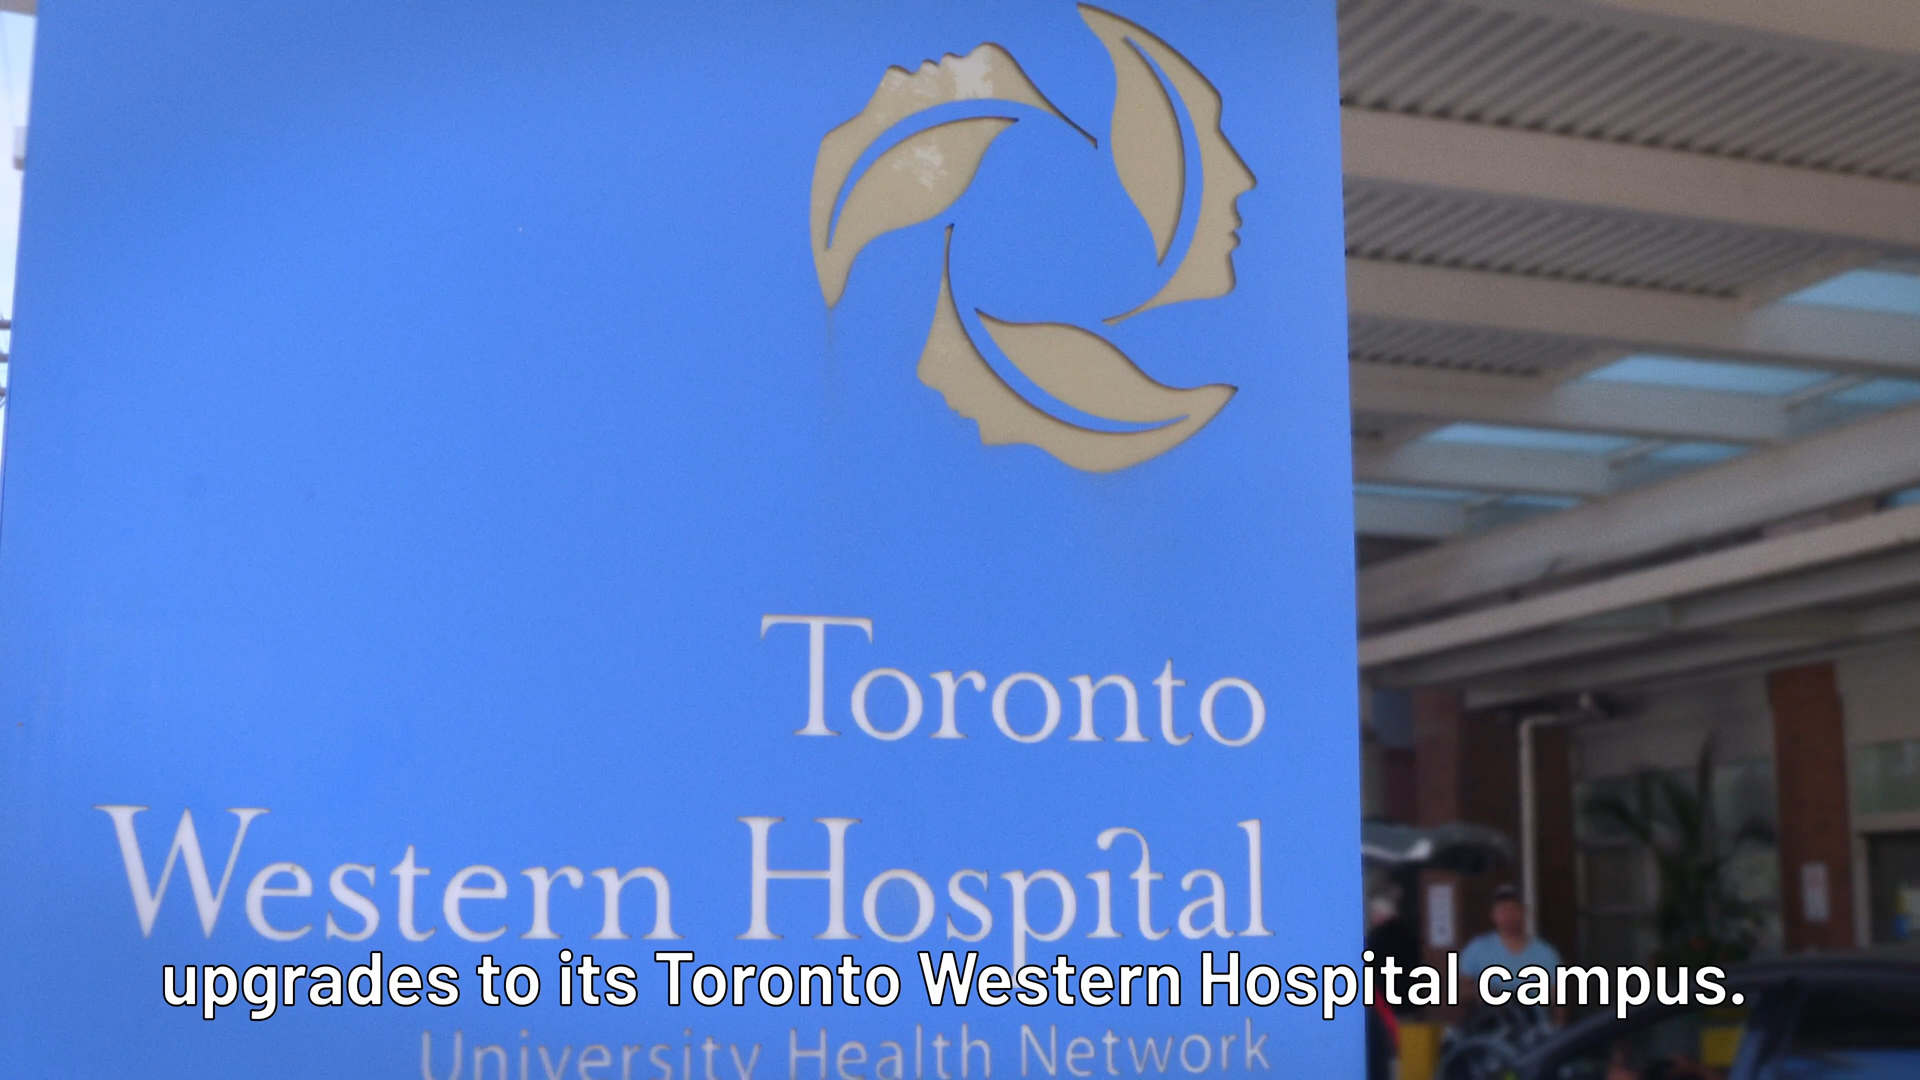 Toronto
Western Hospital
upgrades to its Toronto Western Hospital campus.
University Health Network